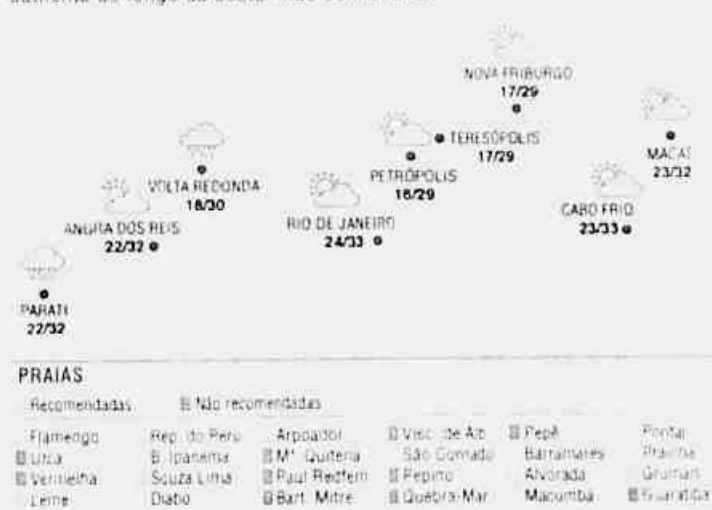 NOVA FRIBURGO
17/29
TERESÓPOLIS
17/29
MACAÉ
23/32
PETRÓPOLIS
16/29
VOLTA REDONDA
18/30
CABO FRIO
23/33
RIO DE JANEIRO
24/33
ANGRA DOS REIS
22/32
PARATI
22/32
PRAIAS
Recomendadas Não recomendadas
Flamengo Rep. do Peru Arpoador Visc. de Alb. Pepê Pontal
Urca B. Ipanema Mª Quitéria São Conrado Barramares Prainha
Vermelha Souza Lima Paul Redfern Pepino Alvorada Grumari
Leme Diabo Bart. Mitre Quebra-Mar Macumba Guaratiba